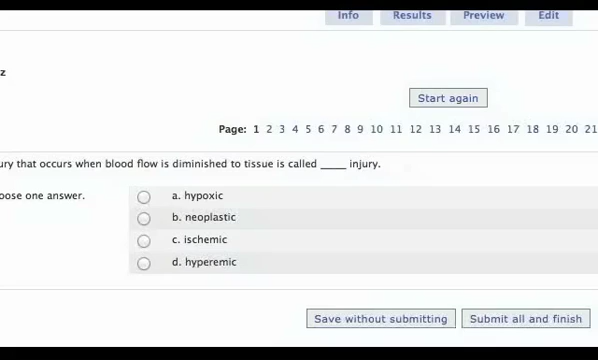 Info Results Preview Edit
z
Start again
Page: 1 2 3 4 5 6 7 8 9 10 11 12 13 14 15 16 17 18 19 20 21
ury that occurs when blood flow is diminished to tissue is called _____ injury.
oose one answer.
a. hypoxic
b. neoplastic
c. ischemic
d. hyperemic
Save without submitting Submit all and finish